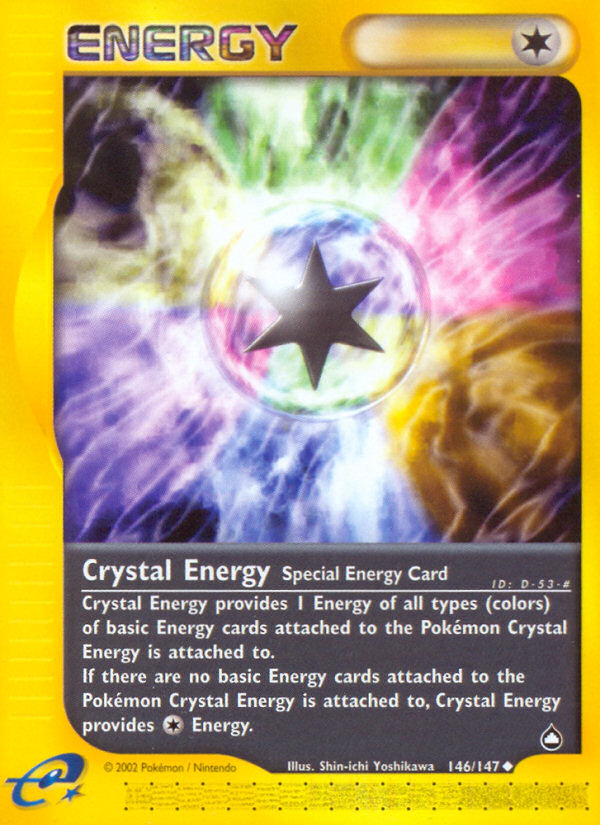 ENERGY
Crystal Energy Special Energy Card
ID: D-53-#
Crystal Energy provides 1 Energy of all types (colors)
of basic Energy cards attached to the Pokémon Crystal
Energy is attached to.
If there are no basic Energy cards attached to the
Pokémon Crystal Energy is attached to, Crystal Energy
provides Energy.
© 2002 Pokémon / Nintendo Illus. Shin-ichi Yoshikawa 146/147
e